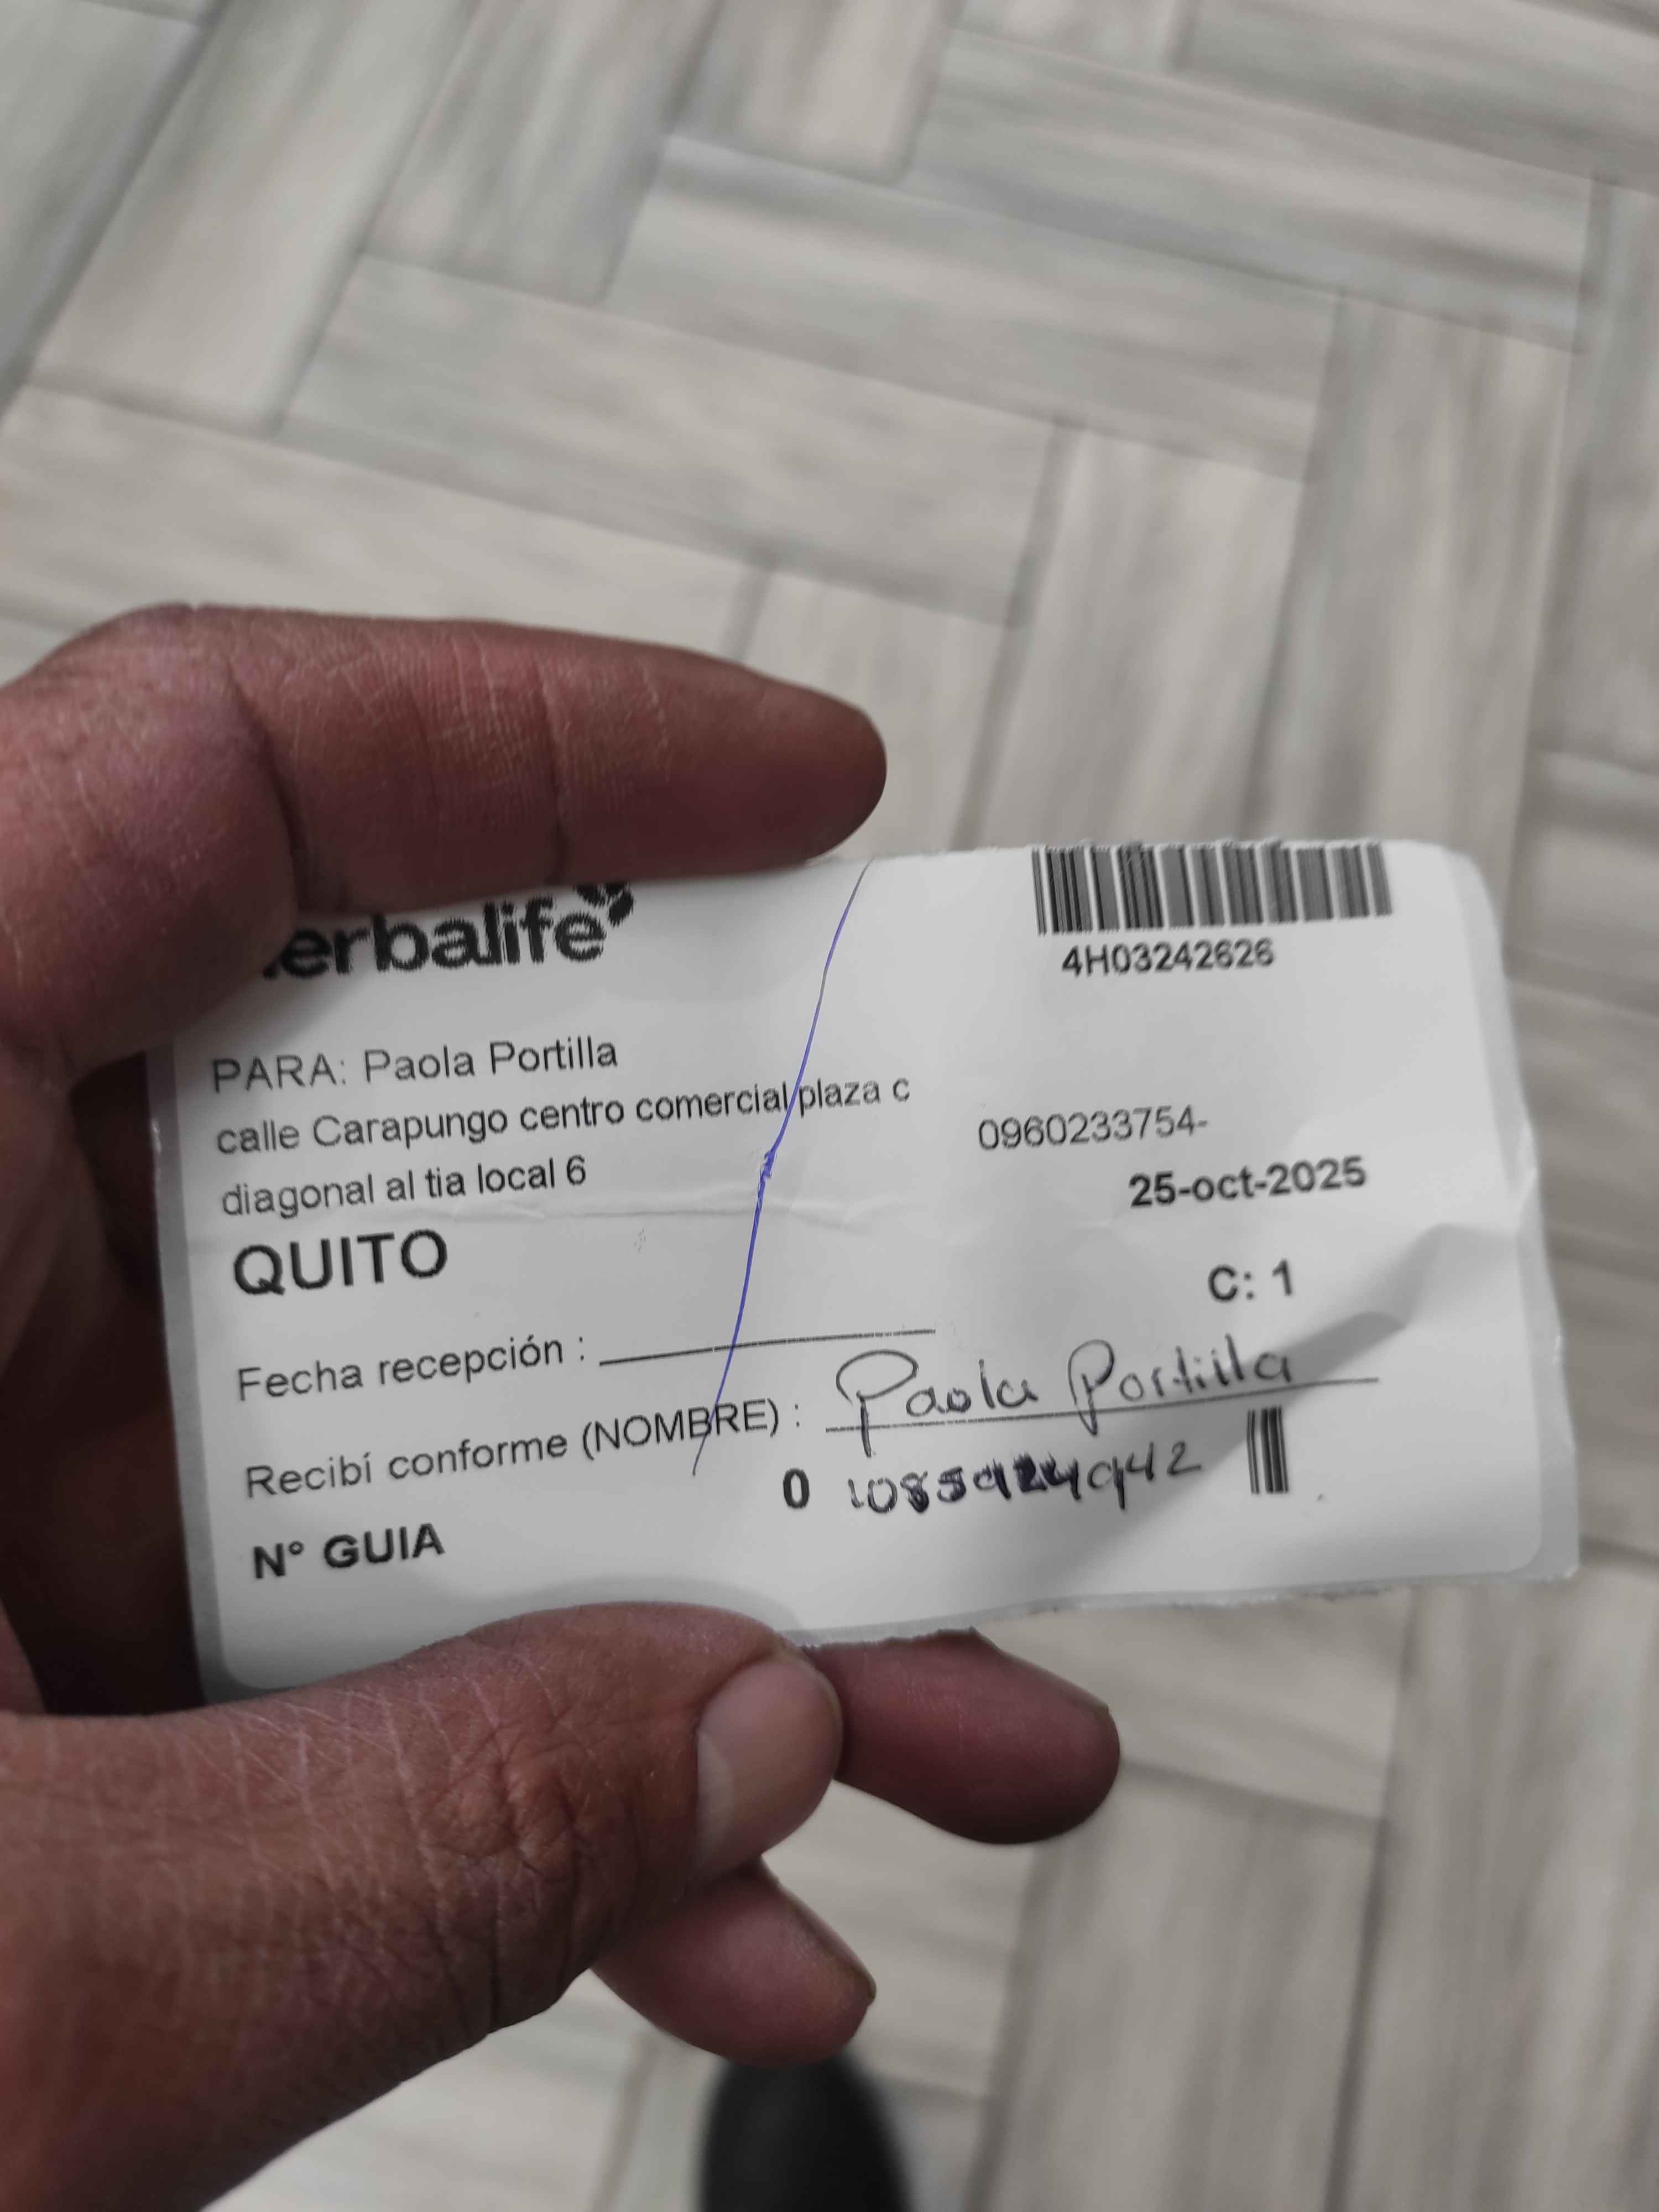 erbalife
4H03242626
PARA: Paola Portilla
calle Carapungo centro comercial plaza c
0960233754-
diagonal al tia local 6
25-oct-2025
QUITO
C: 1
Fecha recepción :
Recibí conforme (NOMBRE) : Paola Portilla
0
N° GUIA